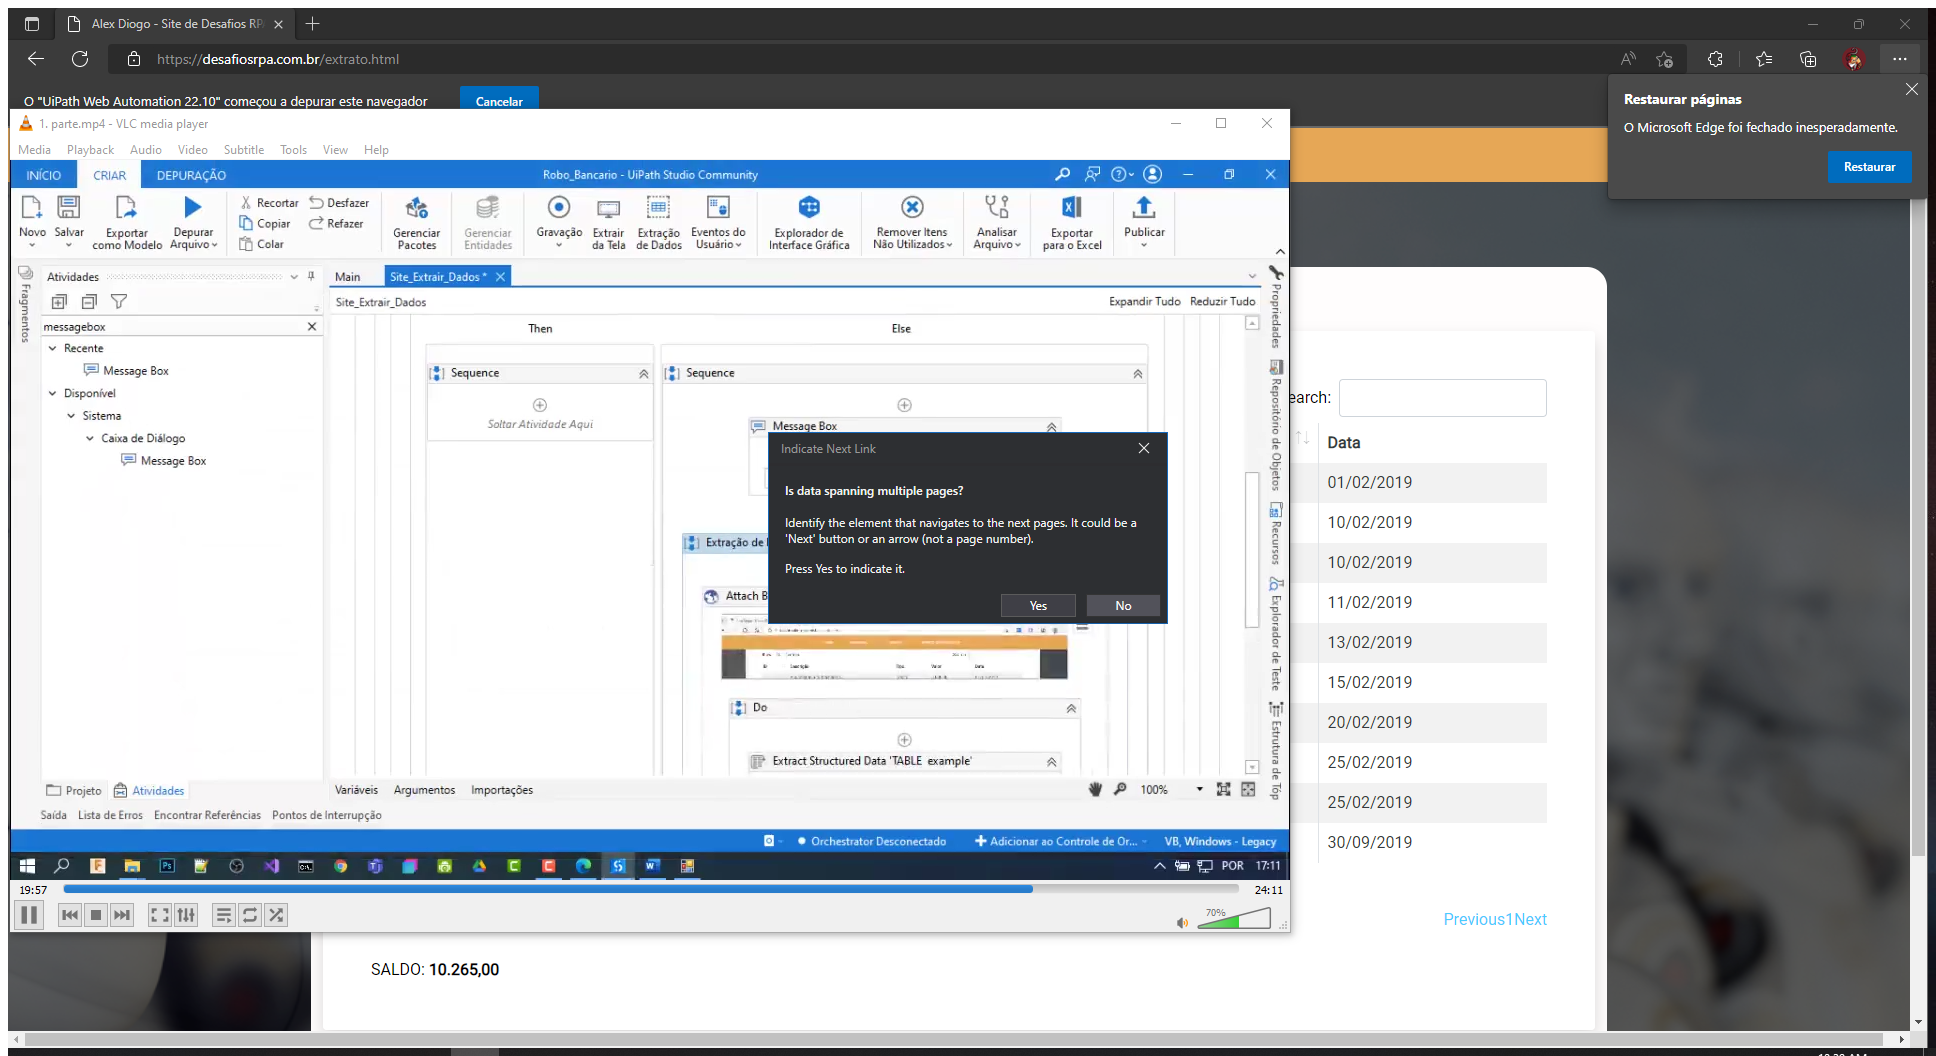 Alex Diogo - Site de Desafios RP
https://desafiosrpa.com.br/extrato.html
O "UiPath Web Automation 22.10" começou a depurar este navegador
Cancelar
Restaurar páginas
O Microsoft Edge foi fechado inesperadamente.
Restaurar
1. parte.mp4 - VLC media player
Media Playback Audio Video Subtitle Tools View Help
INÍCIO CRIAR DEPURAÇÃO
Robo_Bancario - UiPath Studio Community
Novo
Salvar
Exportar como Modelo
Depurar Arquivo
Recortar
Copiar
Colar
Desfazer
Refazer
Gerenciar Pacotes
Gerenciar Entidades
Gravação
Extrair da Tela
Extração de Dados
Eventos do Usuário
Explorador de Interface Gráfica
Remover Itens Não Utilizados
Analisar Arquivo
Exportar para o Excel
Publicar
Fragmentos
Atividades
messagebox
Recente
Message Box
Disponível
Sistema
Caixa de Diálogo
Message Box
Projeto
Atividades
Main
Site_Extrair_Dados *
Site_Extrair_Dados
Expandir Tudo Reduzir Tudo
Then
Else
Sequence
Soltar Atividade Aqui
Sequence
Message Box
Indicate Next Link
Is data spanning multiple pages?
Identify the element that navigates to the next pages. It could be a
'Next' button or an arrow (not a page number).
Press Yes to indicate it.
Yes
No
Extração de
Attach B
Do
Extract Structured Data 'TABLE example'
Propriedades
Repositório de Objetos
Recursos
Explorador de Teste
Estrutura de Tóp
Variáveis Argumentos Importações
100%
Saída Lista de Erros Encontrar Referências Pontos de Interrupção
Orchestrator Desconectado
Adicionar ao Controle de Or...
VB, Windows - Legacy
POR 17:11
19:57
24:11
70%
earch:
Data
01/02/2019
10/02/2019
10/02/2019
11/02/2019
13/02/2019
15/02/2019
20/02/2019
25/02/2019
25/02/2019
30/09/2019
Previous1Next
SALDO: 10.265,00